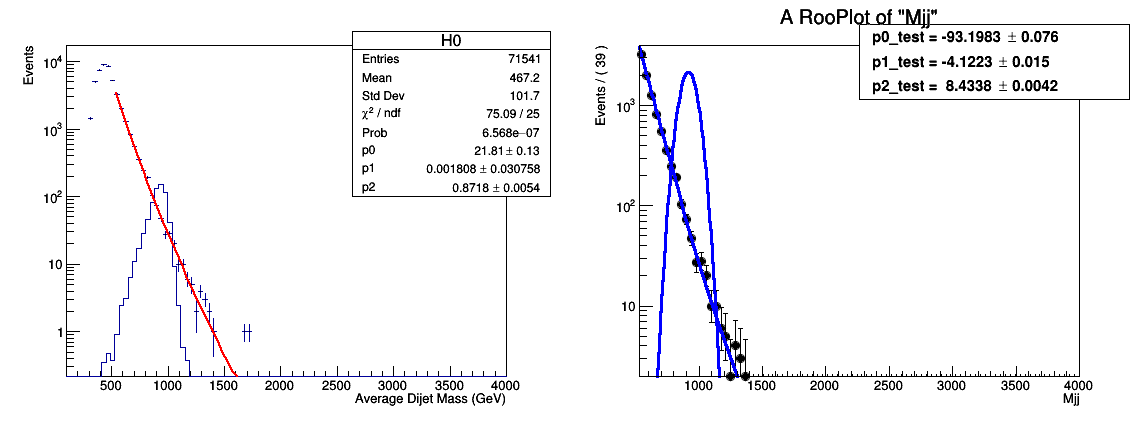 H0
Entries 71541
Mean 467.2
Std Dev 101.7
χ² / ndf 75.09 / 25
Prob 6.568e−07
p0 21.81 ± 0.13
p1 0.001808 ± 0.030758
p2 0.8718 ± 0.0054
Events
10⁴
10³
10²
10
1
500 1000 1500 2000 2500 3000 3500 4000
Average Dijet Mass (GeV)
A RooPlot of "Mjj"
p0_test = -93.1983 ± 0.076
p1_test = -4.1223 ± 0.015
p2_test = 8.4338 ± 0.0042
Events / ( 39 )
10³
10²
10
1000 1500 2000 2500 3000 3500 4000
Mjj